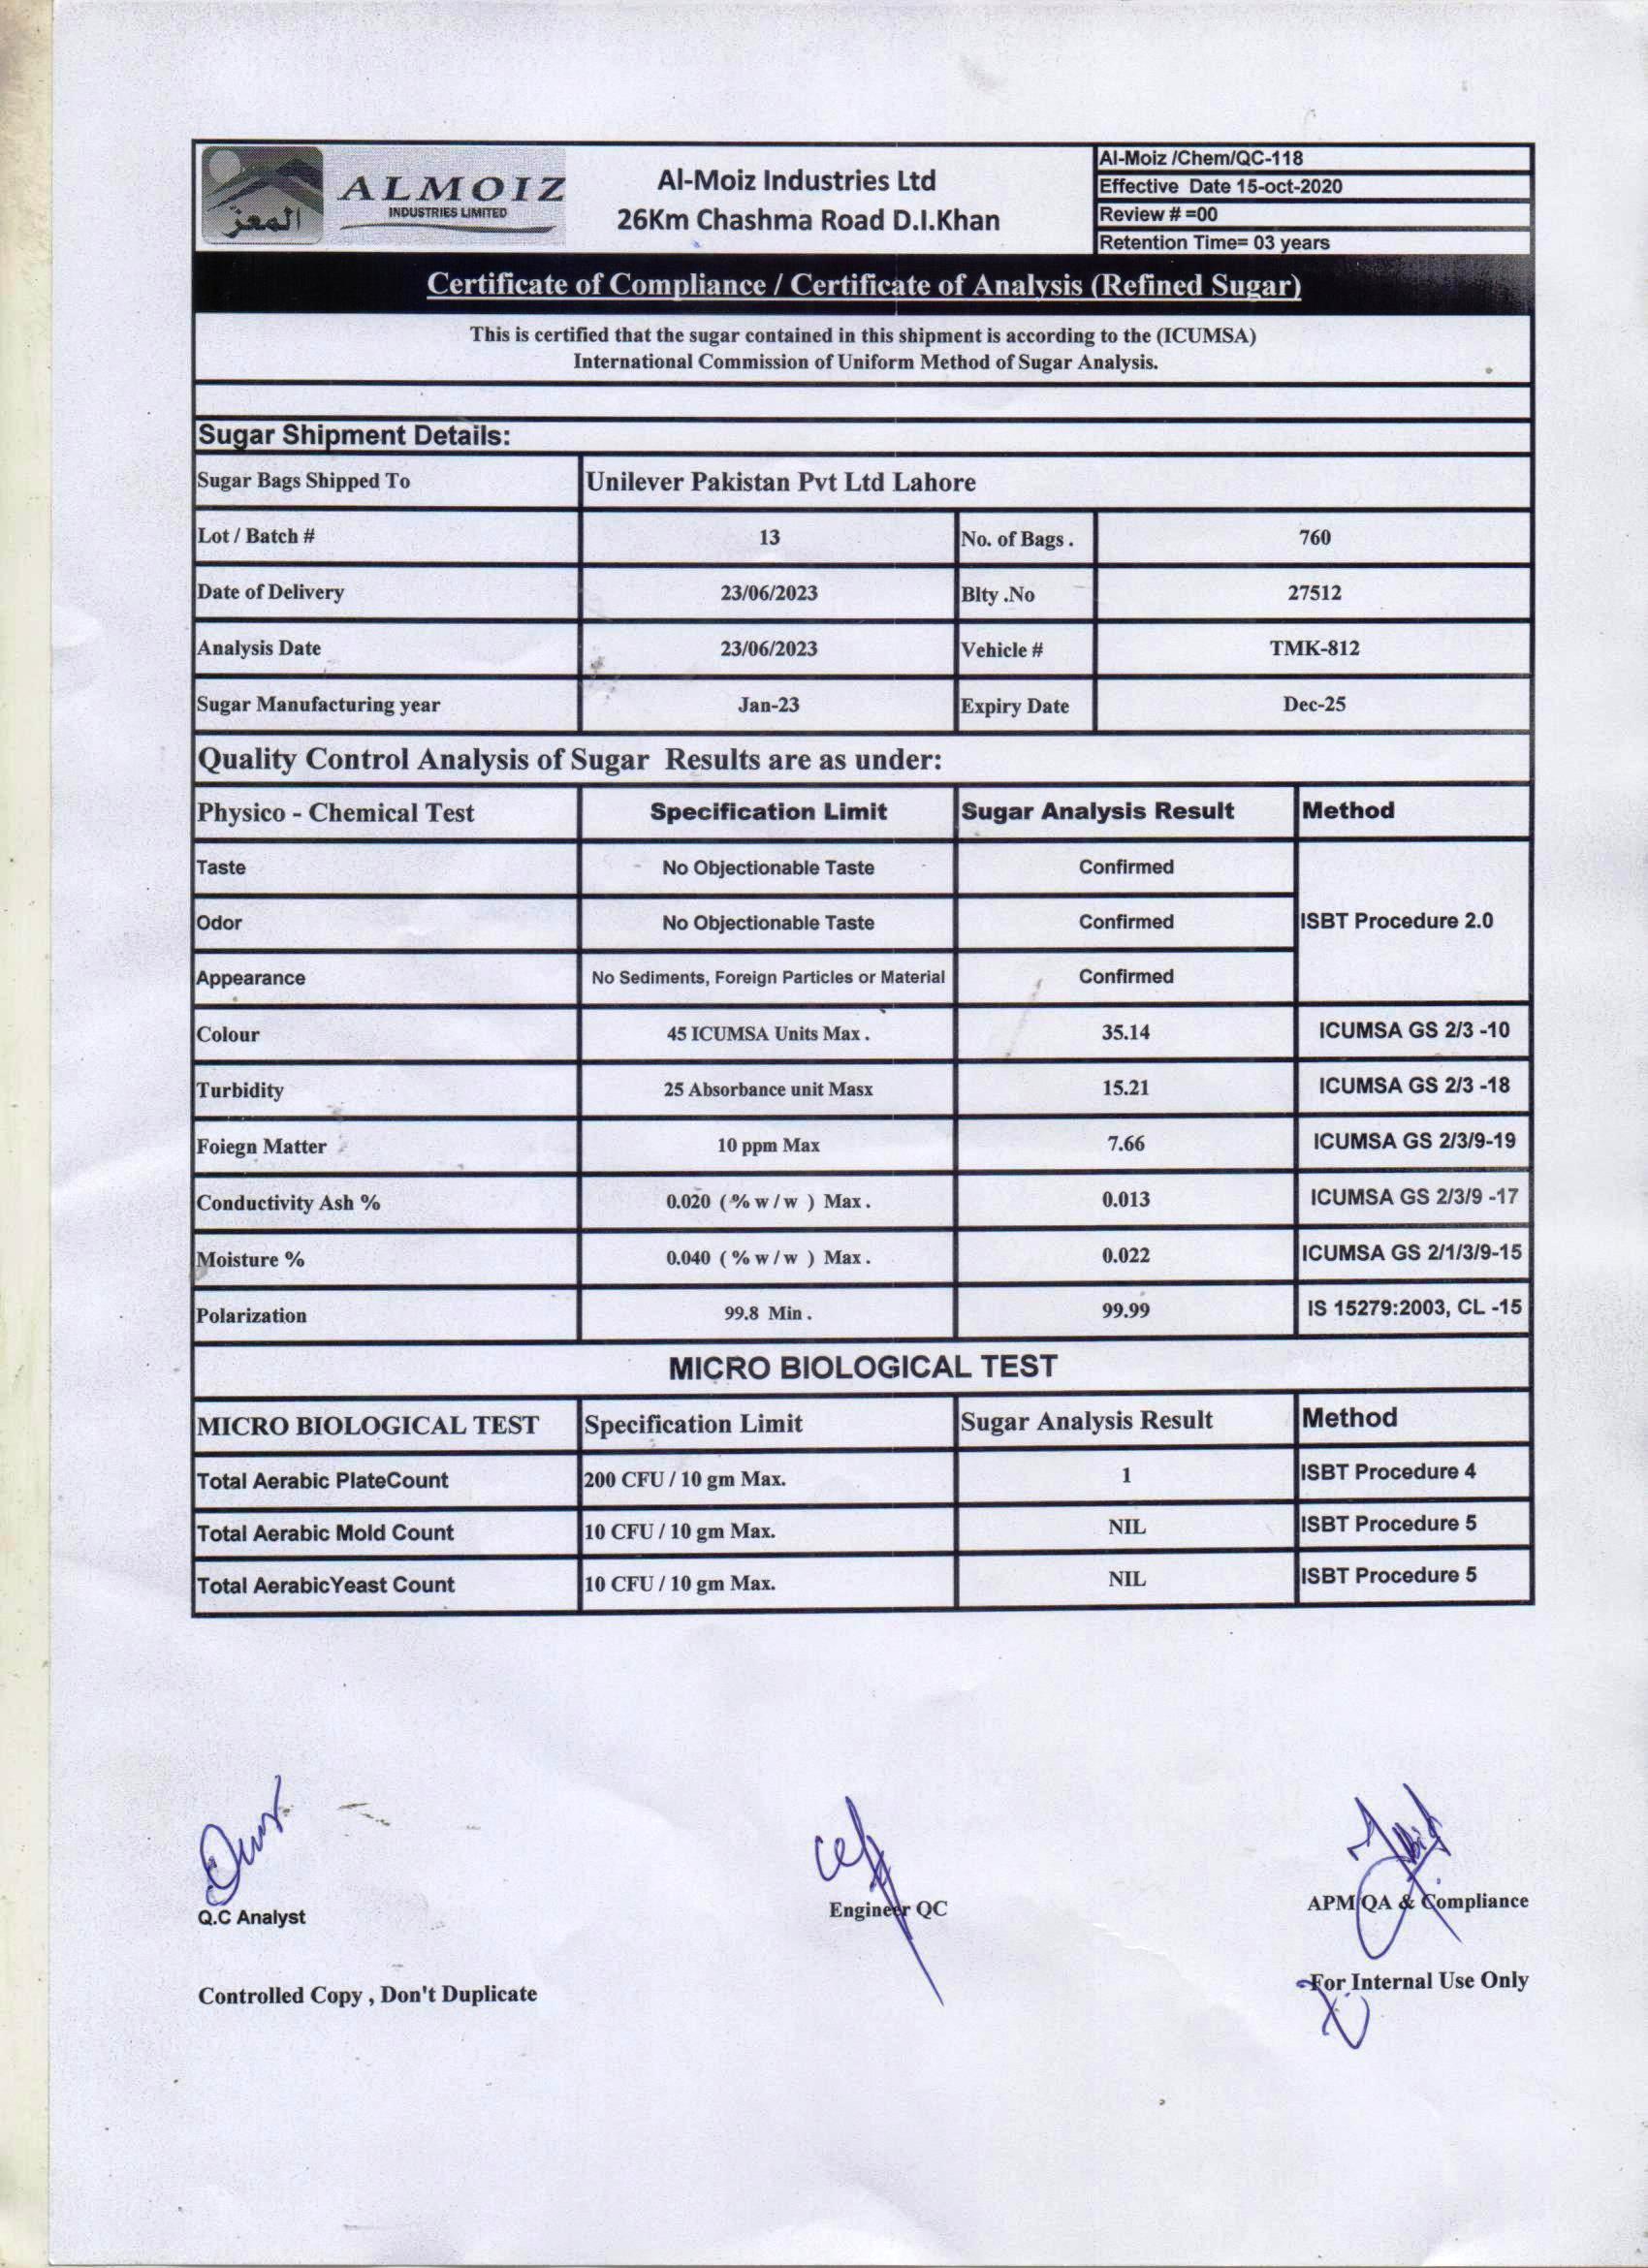 المعز
ALMOIZ
INDUSTRIES LIMITED
Al-Moiz Industries Ltd
26Km Chashma Road D.I.Khan
Al-Moiz /Chem/QC-118
Effective Date 15-oct-2020
Review # =00
Retention Time= 03 years
Certificate of Compliance / Certificate of Analysis (Refined Sugar)
This is certified that the sugar contained in this shipment is according to the (ICUMSA)
International Commission of Uniform Method of Sugar Analysis.
Sugar Shipment Details:
Sugar Bags Shipped To Unilever Pakistan Pvt Ltd Lahore
Lot / Batch # 13 No. of Bags . 760
Date of Delivery 23/06/2023 Blty .No 27512
Analysis Date 23/06/2023 Vehicle # TMK-812
Sugar Manufacturing year Jan-23 Expiry Date Dec-25
Quality Control Analysis of Sugar Results are as under:
Physico - Chemical Test Specification Limit Sugar Analysis Result Method
Taste No Objectionable Taste Confirmed
Odor No Objectionable Taste Confirmed ISBT Procedure 2.0
Appearance No Sediments, Foreign Particles or Material Confirmed
Colour 45 ICUMSA Units Max . 35.14 ICUMSA GS 2/3 -10
Turbidity 25 Absorbance unit Masx 15.21 ICUMSA GS 2/3 -18
Foiegn Matter 10 ppm Max 7.66 ICUMSA GS 2/3/9-19
Conductivity Ash % 0.020 ( % w / w ) Max . 0.013 ICUMSA GS 2/3/9 -17
Moisture % 0.040 ( % w / w ) Max . 0.022 ICUMSA GS 2/1/3/9-15
Polarization 99.8 Min . 99.99 IS 15279:2003, CL -15
MICRO BIOLOGICAL TEST
MICRO BIOLOGICAL TEST Specification Limit Sugar Analysis Result Method
Total Aerabic PlateCount 200 CFU / 10 gm Max. 1 ISBT Procedure 4
Total Aerabic Mold Count 10 CFU / 10 gm Max. NIL ISBT Procedure 5
Total AerabicYeast Count 10 CFU / 10 gm Max. NIL ISBT Procedure 5
Q.C Analyst Engineer QC APM QA & Compliance
Controlled Copy , Don't Duplicate For Internal Use Only